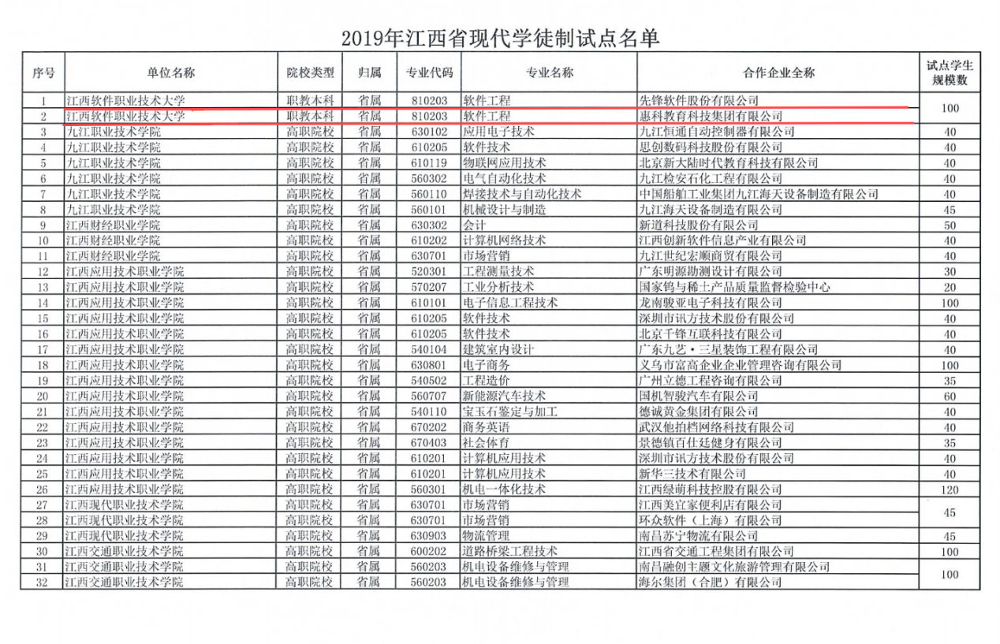 2019年江西省现代学徒制试点名单
序号 单位名称 院校类型 归属 专业代码 专业名称 合作企业全称 试点学生规模数
1 江西软件职业技术大学 职教本科 省属 810203 软件工程 先锋软件股份有限公司 100
2 江西软件职业技术大学 职教本科 省属 810203 软件工程 惠科教育科技集团有限公司
3 九江职业技术学院 高职院校 省属 630102 应用电子技术 九江恒通自动控制器有限公司 40
4 九江职业技术学院 高职院校 省属 610205 软件技术 思创数码科技股份有限公司 40
5 九江职业技术学院 高职院校 省属 610119 物联网应用技术 北京新大陆时代教育科技有限公司 40
6 九江职业技术学院 高职院校 省属 560302 电气自动化技术 九江检安石化工程有限公司 40
7 九江职业技术学院 高职院校 省属 560110 焊接技术与自动化技术 中国船舶工业集团九江海天设备制造有限公司 40
8 九江职业技术学院 高职院校 省属 560101 机械设计与制造 九江海天设备制造有限公司 45
9 江西财经职业学院 高职院校 省属 630302 会计 新道科技股份有限公司 50
10 江西财经职业学院 高职院校 省属 610202 计算机网络技术 江西创新软件信息产业有限公司 40
11 江西财经职业学院 高职院校 省属 630701 市场营销 九江世纪宏顺商贸有限公司 40
12 江西应用技术职业学院 高职院校 省属 520301 工程测量技术 广东明源勘测设计有限公司 30
13 江西应用技术职业学院 高职院校 省属 570207 工业分析技术 国家钨与稀土产品质量监督检验中心 20
14 江西应用技术职业学院 高职院校 省属 610101 电子信息工程技术 龙南骏亚电子科技有限公司 100
15 江西应用技术职业学院 高职院校 省属 610205 软件技术 深圳市讯方技术股份有限公司 40
16 江西应用技术职业学院 高职院校 省属 610205 软件技术 北京千锋互联科技有限公司 40
17 江西应用技术职业学院 高职院校 省属 540104 建筑室内设计 广东九艺·三星装饰工程有限公司 40
18 江西应用技术职业学院 高职院校 省属 630801 电子商务 义乌市富高企业企业管理咨询有限公司 100
19 江西应用技术职业学院 高职院校 省属 540502 工程造价 广州立德工程咨询有限公司 35
20 江西应用技术职业学院 高职院校 省属 560707 新能源汽车技术 国机智骏汽车有限公司 60
21 江西应用技术职业学院 高职院校 省属 540110 宝玉石鉴定与加工 德诚黄金集团有限公司 40
22 江西应用技术职业学院 高职院校 省属 670202 商务英语 武汉他拍档网络科技有限公司 40
23 江西应用技术职业学院 高职院校 省属 670403 社会体育 景德镇百仕廷健身有限公司 35
24 江西应用技术职业学院 高职院校 省属 610201 计算机应用技术 深圳市讯方技术股份有限公司 40
25 江西应用技术职业学院 高职院校 省属 610201 计算机应用技术 新华三技术有限公司 40
26 江西应用技术职业学院 高职院校 省属 560301 机电一体化技术 江西绿萌科技控股有限公司 120
27 江西现代职业技术学院 高职院校 省属 630701 市场营销 江西美宜家便利店有限公司 45
28 江西现代职业技术学院 高职院校 省属 630701 市场营销 环众软件（上海）有限公司
29 江西现代职业技术学院 高职院校 省属 630903 物流管理 南昌苏宁物流有限公司 45
30 江西交通职业技术学院 高职院校 省属 600202 道路桥梁工程技术 江西省交通工程集团有限公司 100
31 江西交通职业技术学院 高职院校 省属 560203 机电设备维修与管理 南昌融创主题文化旅游管理有限公司 100
32 江西交通职业技术学院 高职院校 省属 560203 机电设备维修与管理 海尔集团（合肥）有限公司